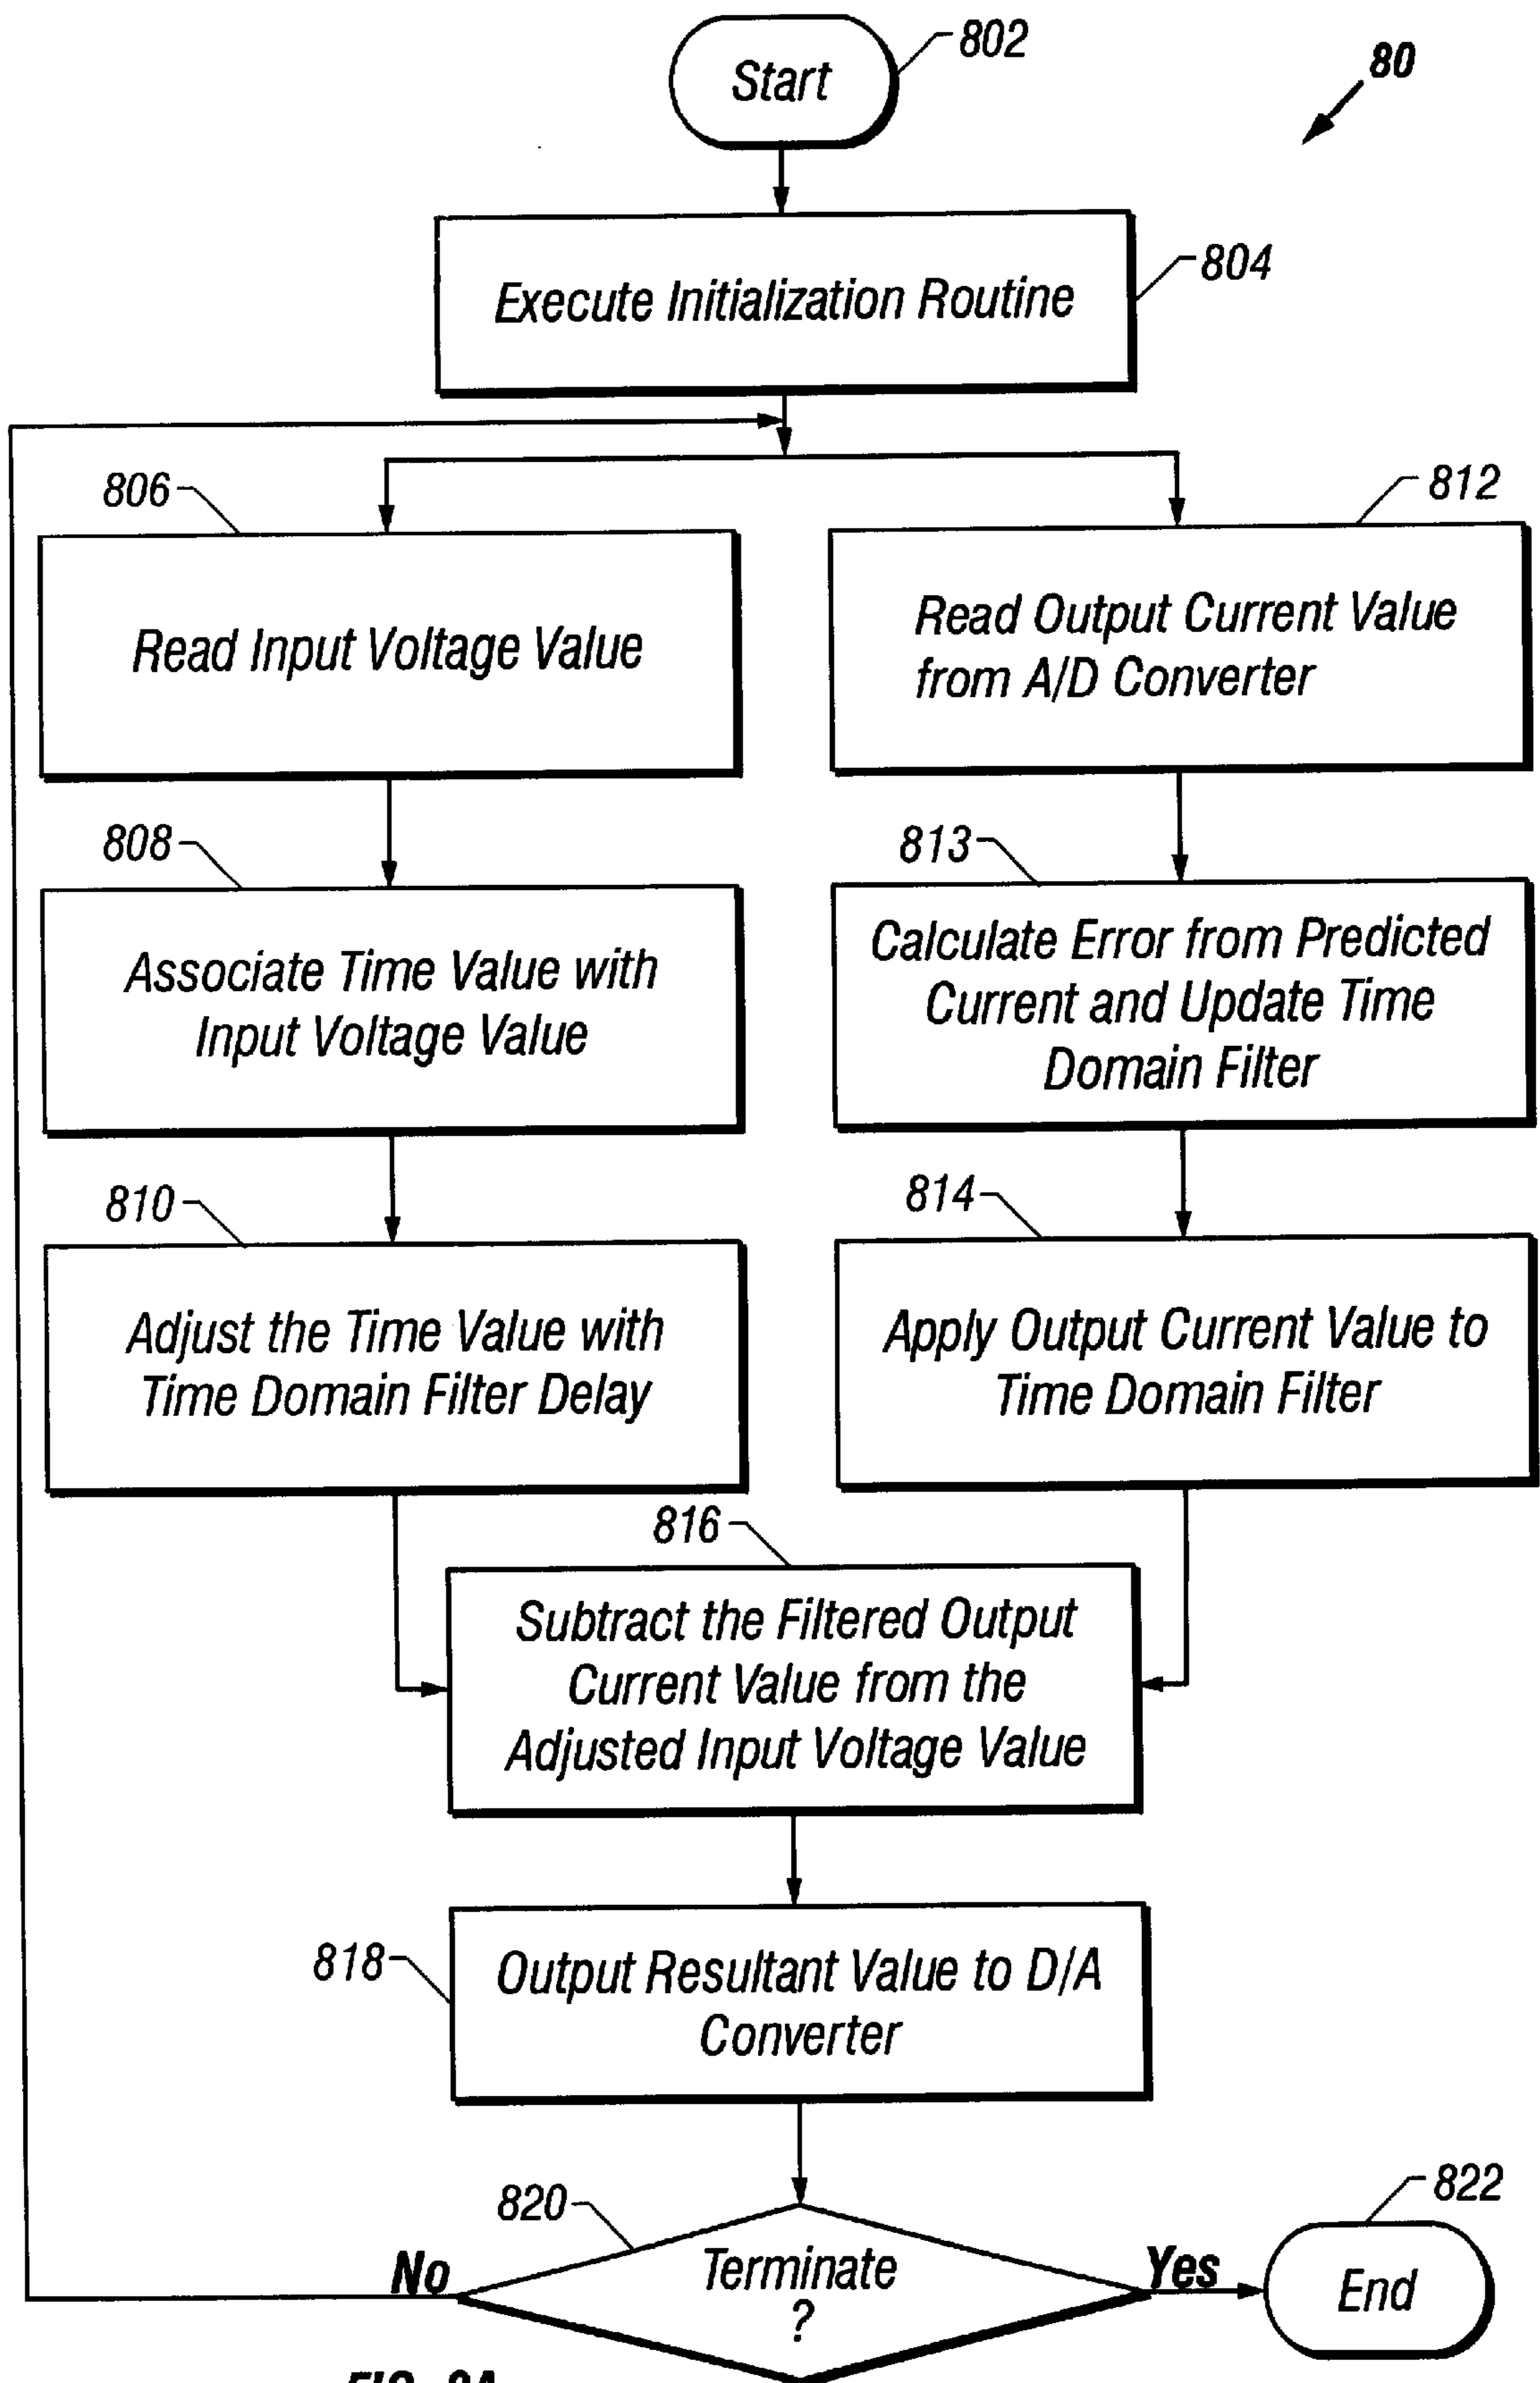 802
Start
80
804
Execute Initialization Routine
806
812
Read Input Voltage Value
Read Output Current Value
from A/D Converter
808
813
Associate Time Value with
Input Voltage Value
Calculate Error from Predicted
Current and Update Time
Domain Filter
810
814
Adjust the Time Value with
Time Domain Filter Delay
Apply Output Current Value to
Time Domain Filter
816
Subtract the Filtered Output
Current Value from the
Adjusted Input Voltage Value
818
Output Resultant Value to D/A
Converter
820
822
No
Terminate
?
Yes
End